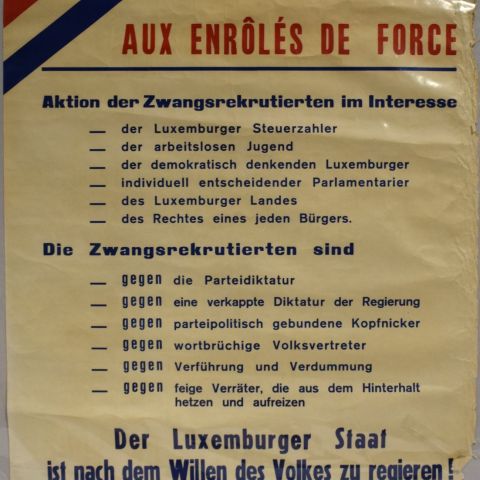 AUX ENRÔLÉS DE FORCE
Aktion der Zwangsrekrutierten im Interesse
— der Luxemburger Steuerzahler
— der arbeitslosen Jugend
— der demokratisch denkenden Luxemburger
— individuell entscheidender Parlamentarier
— des Luxemburger Landes
— des Rechtes eines jeden Bürgers.
Die Zwangsrekrutierten sind
— gegen die Parteidiktatur
— gegen eine verkappte Diktatur der Regierung
— gegen parteipolitisch gebundene Kopfnicker
— gegen wortbrüchige Volksvertreter
— gegen Verführung und Verdummung
— gegen feige Verräter, die aus dem Hinterhalt
hetzen und aufreizen
Der Luxemburger Staat
ist nach dem Willen des Volkes zu regieren!